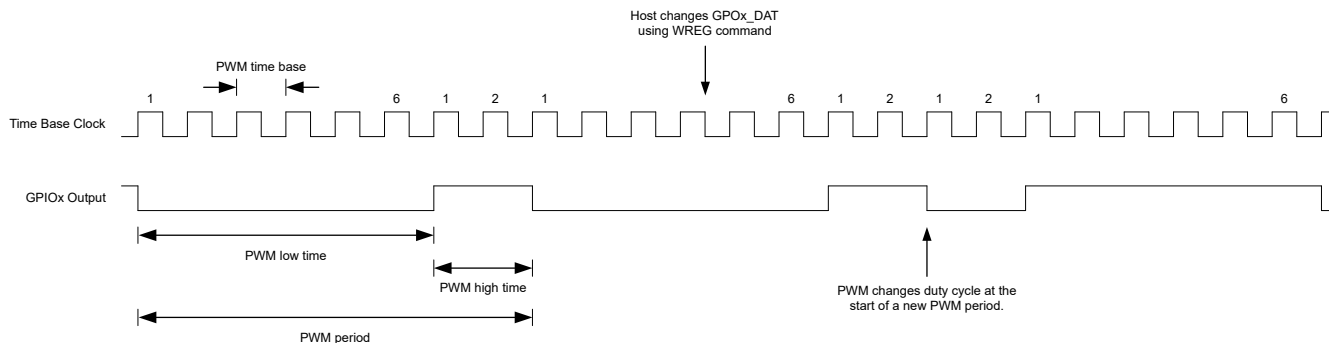 Host changes GPOx_DAT
using WREG command
PWM time base
1 6 1 2 1 6 1 2 1 2 1 6
Time Base Clock
GPIOx Output
PWM low time
PWM high time
PWM changes duty cycle at the
start of a new PWM period.
PWM period